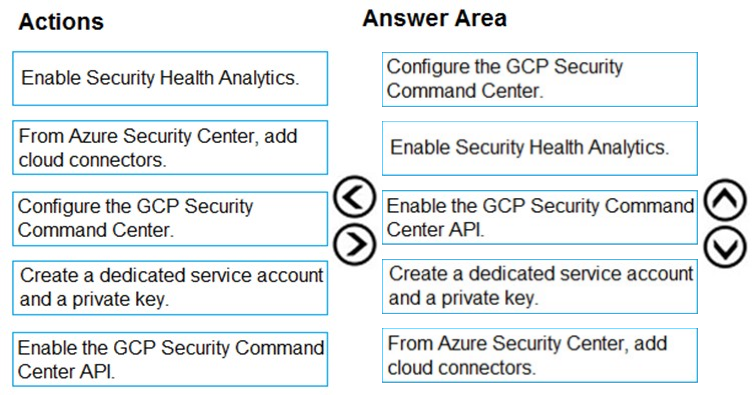 Actions
Enable Security Health Analytics.
From Azure Security Center, add
cloud connectors.
Configure the GCP Security
Command Center.
Create a dedicated service account
and a private key.
Enable the GCP Security Command
Center API.
Answer Area
Configure the GCP Security
Command Center.
Enable Security Health Analytics.
Enable the GCP Security Command
Center API.
Create a dedicated service account
and a private key.
From Azure Security Center, add
cloud connectors.